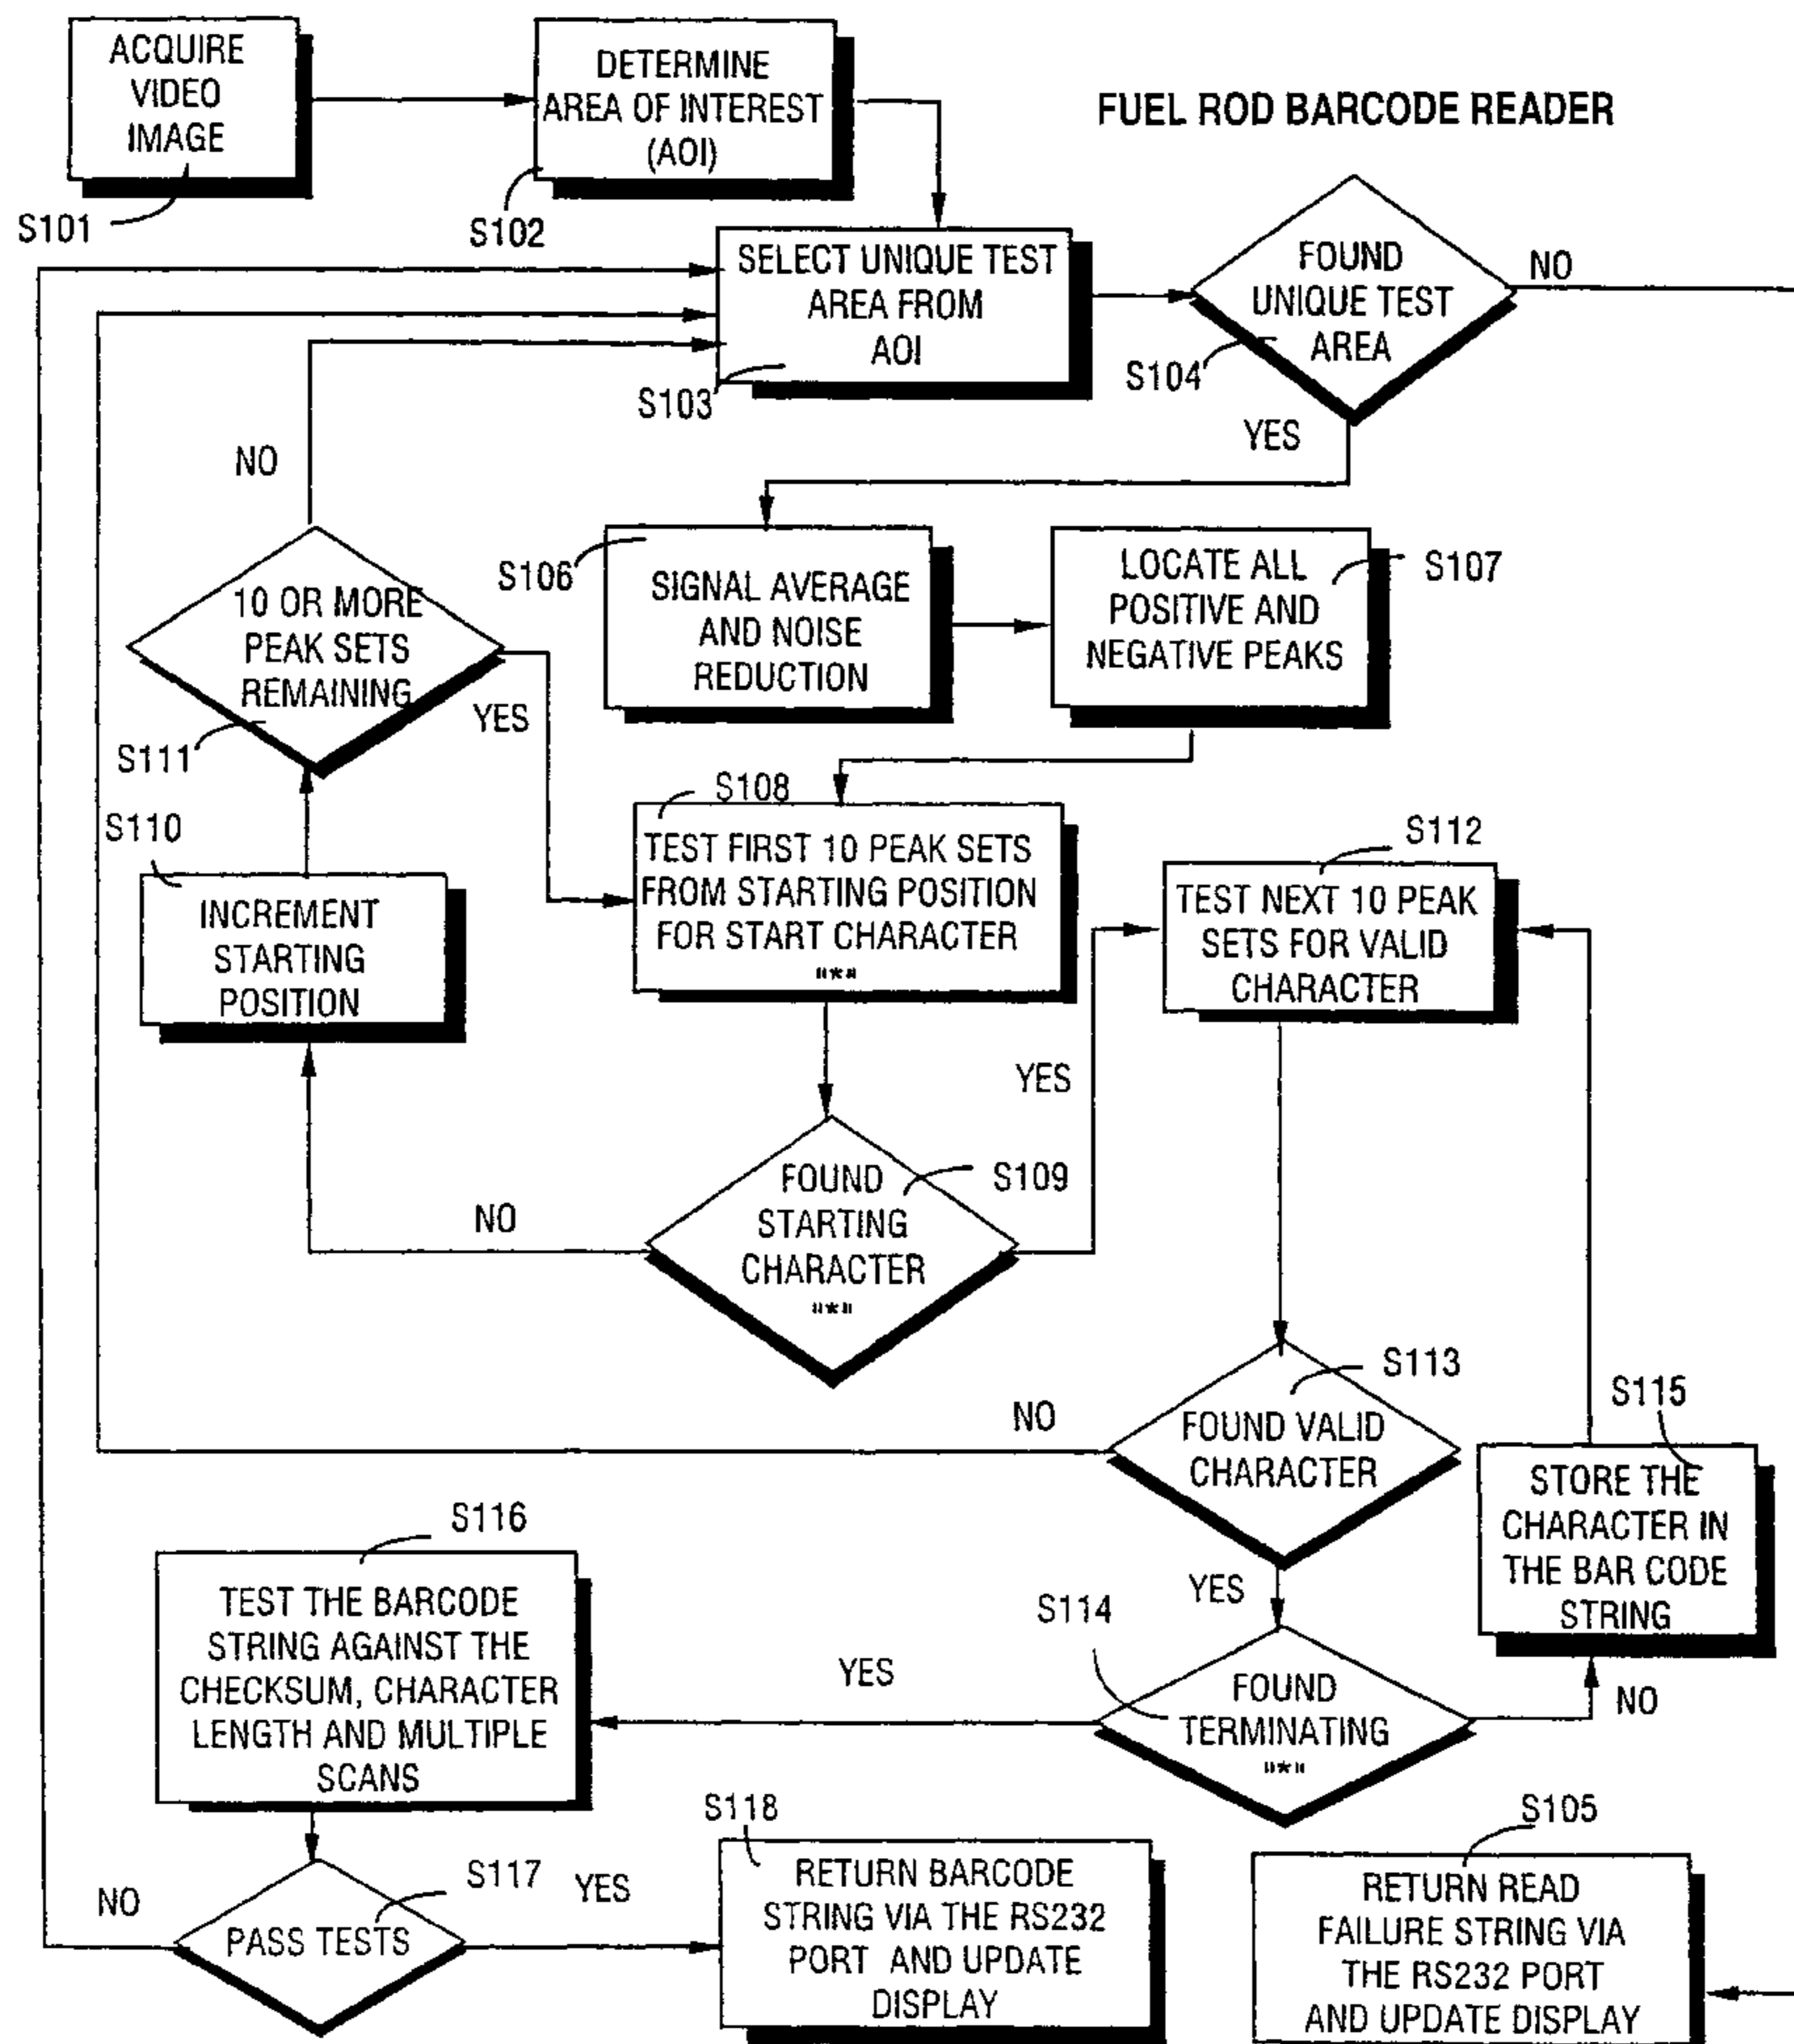 ACQUIRE
VIDEO
IMAGE
S101
DETERMINE
AREA OF INTEREST
(AOI)
S102
FUEL ROD BARCODE READER
SELECT UNIQUE TEST
AREA FROM
AOI
S103
FOUND
UNIQUE TEST
AREA
S104
NO
YES
NO
10 OR MORE
PEAK SETS
REMAINING
S111
YES
S106
SIGNAL AVERAGE
AND NOISE
REDUCTION
LOCATE ALL
POSITIVE AND
NEGATIVE PEAKS
S107
S110
INCREMENT
STARTING
POSITION
S108
TEST FIRST 10 PEAK SETS
FROM STARTING POSITION
FOR START CHARACTER
"*"
S112
TEST NEXT 10 PEAK
SETS FOR VALID
CHARACTER
YES
NO
FOUND
STARTING
CHARACTER
"*"
S109
S113
NO
FOUND VALID
CHARACTER
YES
S115
STORE THE
CHARACTER IN
THE BAR CODE
STRING
S116
TEST THE BARCODE
STRING AGAINST THE
CHECKSUM, CHARACTER
LENGTH AND MULTIPLE
SCANS
YES
S114
FOUND
TERMINATING
"*"
NO
NO
PASS TESTS
S117
YES
S118
RETURN BARCODE
STRING VIA THE RS232
PORT AND UPDATE
DISPLAY
S105
RETURN READ
FAILURE STRING VIA
THE RS232 PORT
AND UPDATE DISPLAY